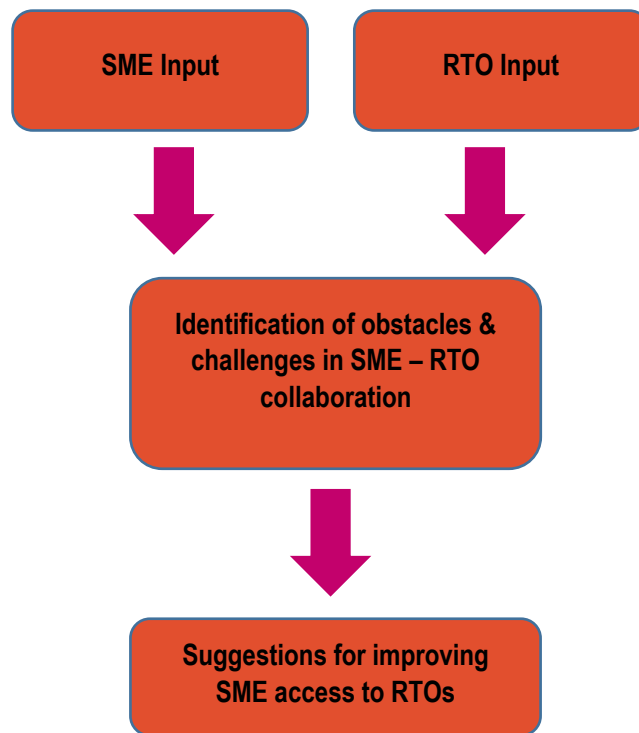 SME Input
RTO Input
Identification of obstacles &
challenges in SME – RTO
collaboration
Suggestions for improving
SME access to RTOs